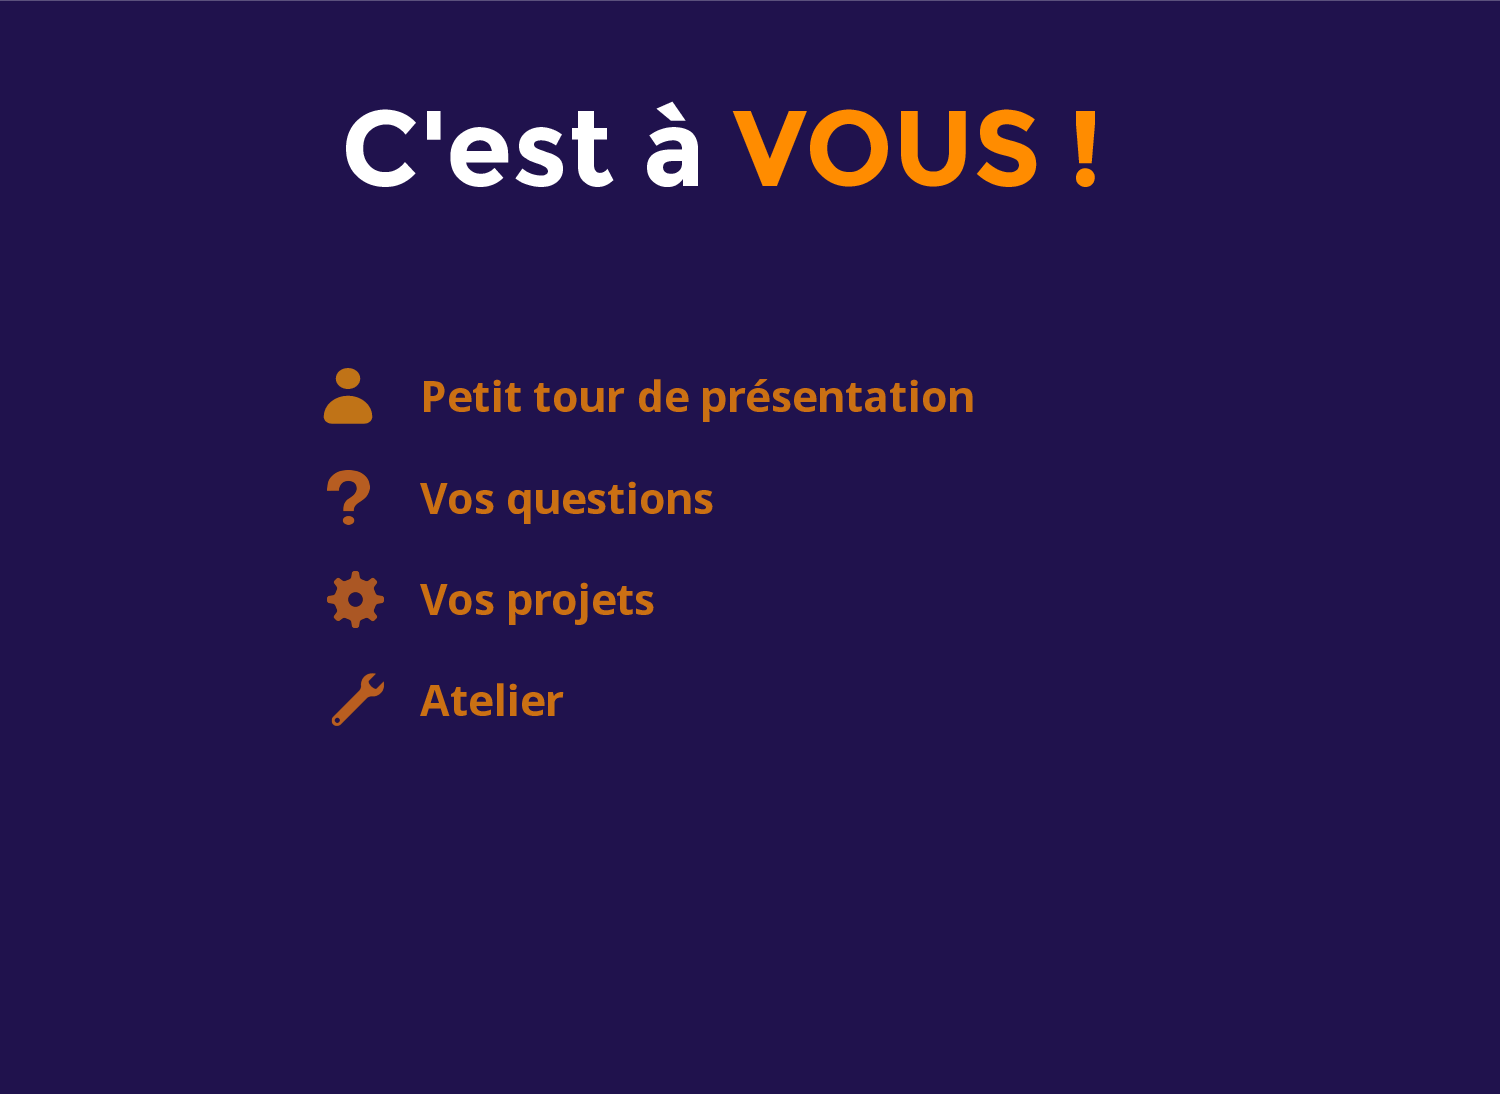 C'est à VOUS !
Petit tour de présentation
Vos questions
Vos projets
Atelier